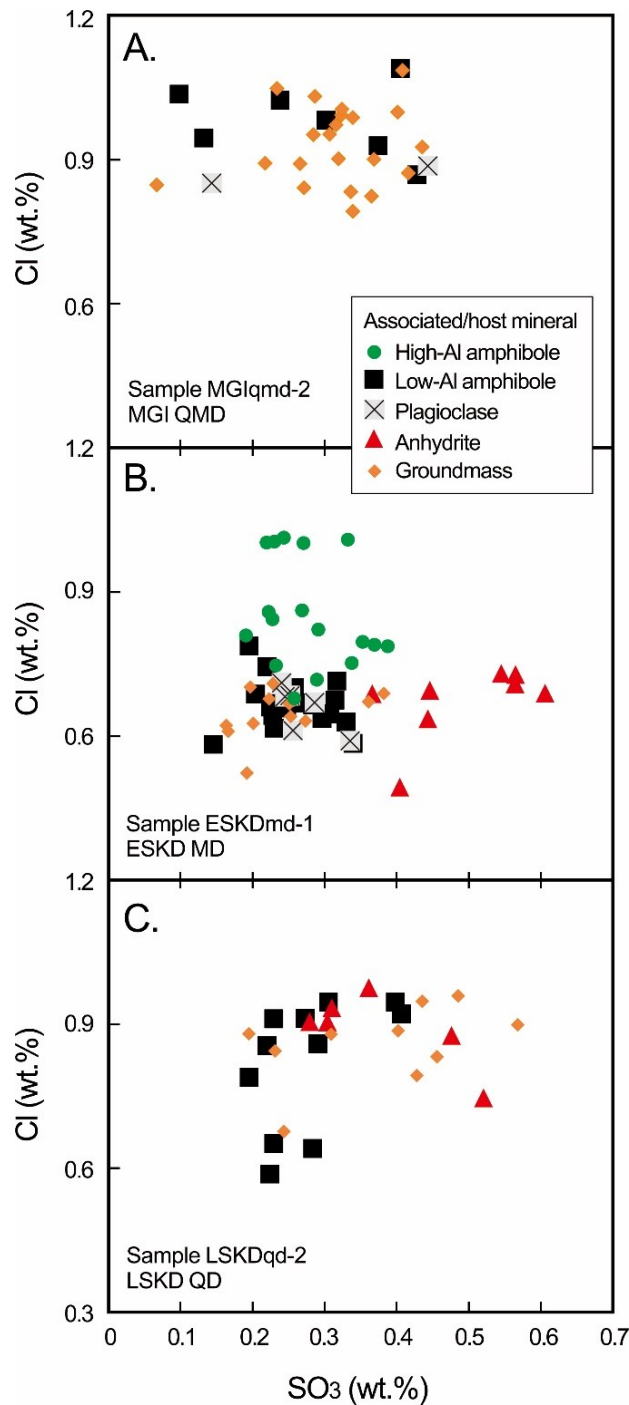 A.
1.2
0.9
0.6
Cl (wt.%)
Associated/host mineral
High-Al amphibole
Low-Al amphibole
Plagioclase
Anhydrite
Groundmass
Sample MGIqmd-2
MGI QMD
B.
1.2
0.9
0.6
Cl (wt.%)
Sample ESKDmd-1
ESKD MD
C.
1.2
0.9
0.6
0.3
Cl (wt.%)
Sample LSKDqd-2
LSKD QD
0 0.1 0.2 0.3 0.4 0.5 0.6 0.7
SO3 (wt.%)